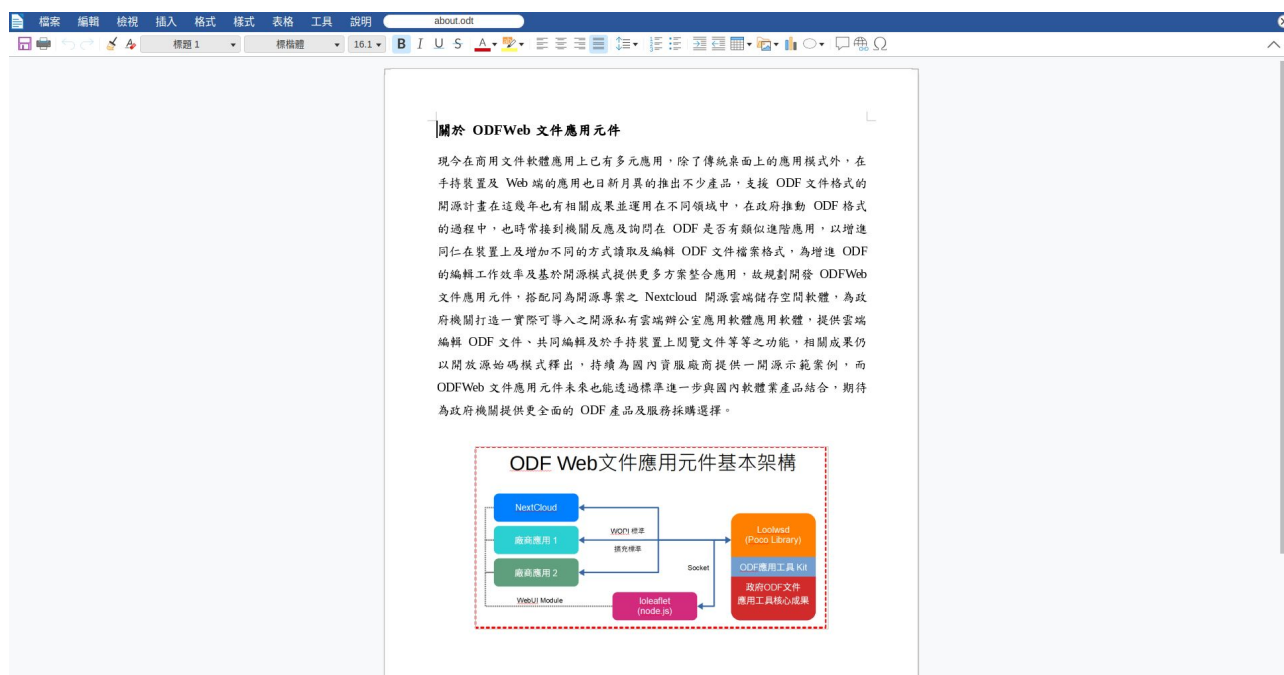 檔案 編輯 檢視 插入 格式 樣式 表格 工具 說明 about.odt
標題 1 標楷體 16.1 B I U S A Ω
關於 ODFWeb 文件應用元件
現今在商用文件軟體應用上已有多元應用，除了傳統桌面上的應用模式外，在
手持裝置及 Web 端的應用也日新月異的推出不少產品，支援 ODF 文件格式的
開源計畫在這幾年也有相關成果並運用在不同領域中，在政府推動 ODF 格式
的過程中，也時常接到機關反應及詢問在 ODF 是否有類似進階應用，以增進
同仁在裝置上及增加不同的方式讀取及編輯 ODF 文件檔案格式，為增進 ODF
的編輯工作效率及基於開源模式提供更多方案整合應用，故規劃開發 ODFWeb
文件應用元件，搭配同為開源專案之 Nextcloud 開源雲端儲存空間軟體，為政
府機關打造一實際可導入之開源私有雲端辦公室應用軟體應用軟體，提供雲端
編輯 ODF 文件、共同編輯及於手持裝置上閱覽文件等等之功能，相關成果仍
以開放源始碼模式釋出，持續為國內資服廠商提供一開源示範案例，而
ODFWeb 文件應用元件未來也能透過標準進一步與國內軟體業產品結合，期待
為政府機關提供更全面的 ODF 產品及服務採購選擇。
ODF Web文件應用元件基本架構
NextCloud
廠商應用 1
廠商應用 2
WOPI 標準
擴充標準
Socket
WebUI Module
loleaflet
(node.js)
Loolwsd
(Poco Library)
ODF應用工具 Kit
政府ODF文件
應用工具核心成果